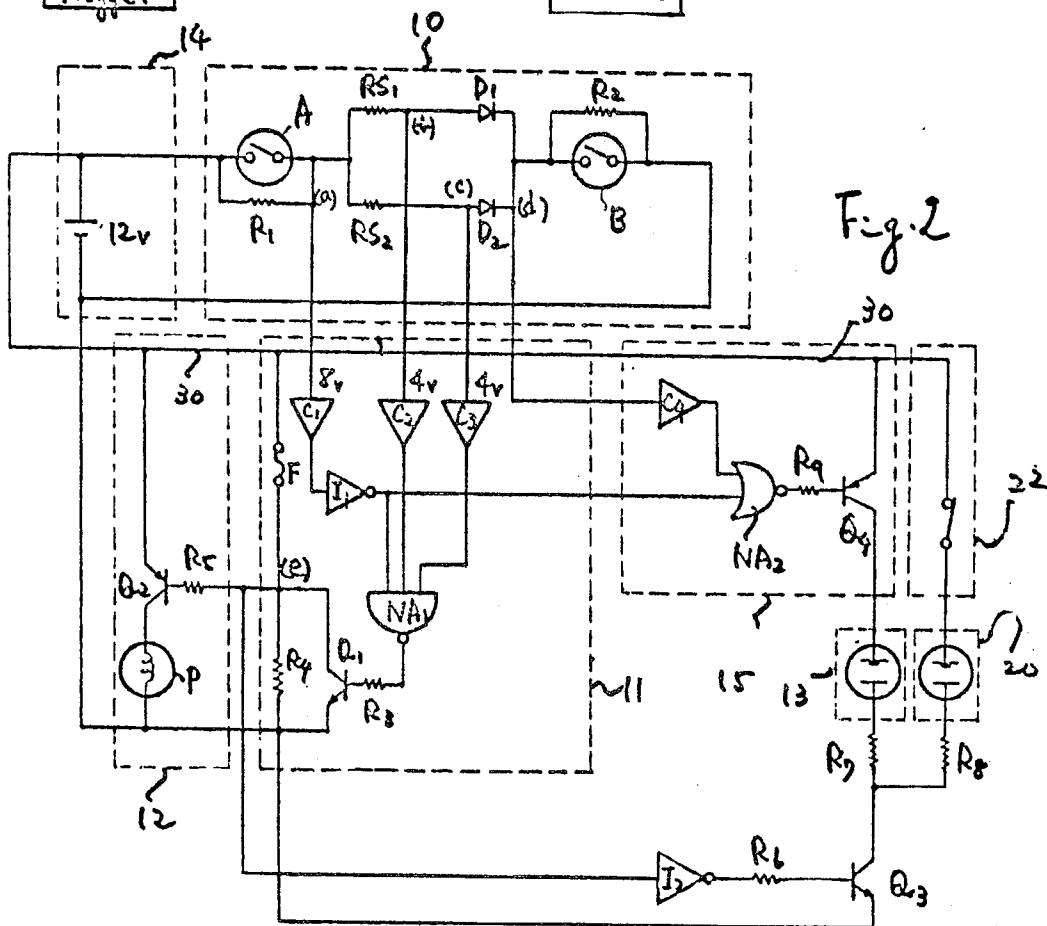 10
14
RS1
D1
R2
A
(b)
(a)
(c)
(d)
R1
RS2
D2
B
12v
Fig.2
30
30
8v
4v
4v
C1
C2
C3
C4
F
I1
R9
22
Q4
NA2
(e)
R5
Q2
NA1
R4
Q1
P
R3
11
15
13
20
R7
R8
12
I2
R6
Q3